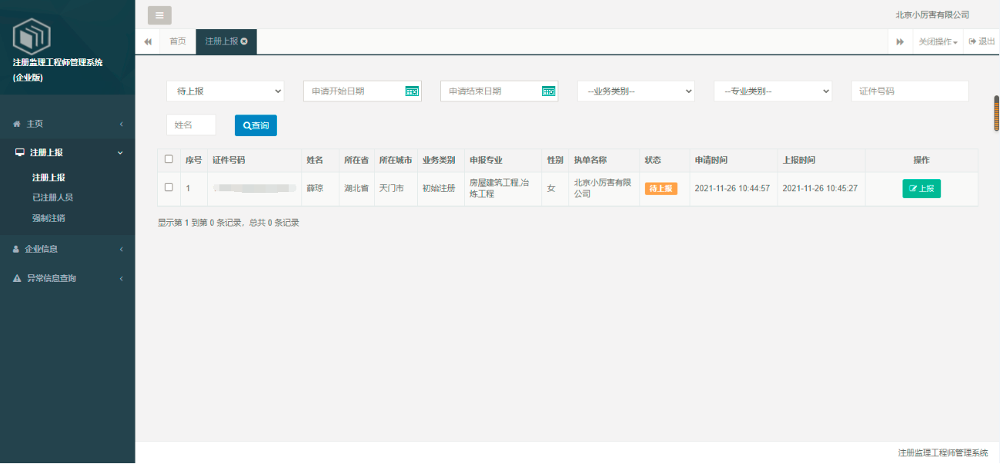 注册监理工程师管理系统
(企业版)
主页
注册上报
注册上报
已注册人员
强制注销
企业信息
异常信息查询
北京小厉害有限公司
首页
注册上报
关闭操作
退出
待上报
申请开始日期
申请结束日期
--业务类别--
--专业类别--
证件号码
姓名
查询
序号 证件号码 姓名 所在省 所在城市 业务类别 申报专业 性别 执单名称 状态 申请时间 上报时间 操作
1 薛琼 湖北省 天门市 初始注册 房屋建筑工程,冶炼工程 女 北京小厉害有限公司 待上报 2021-11-26 10:44:57 2021-11-26 10:45:27 上报
显示第 1 到第 0 条记录，总共 0 条记录
注册监理工程师管理系统